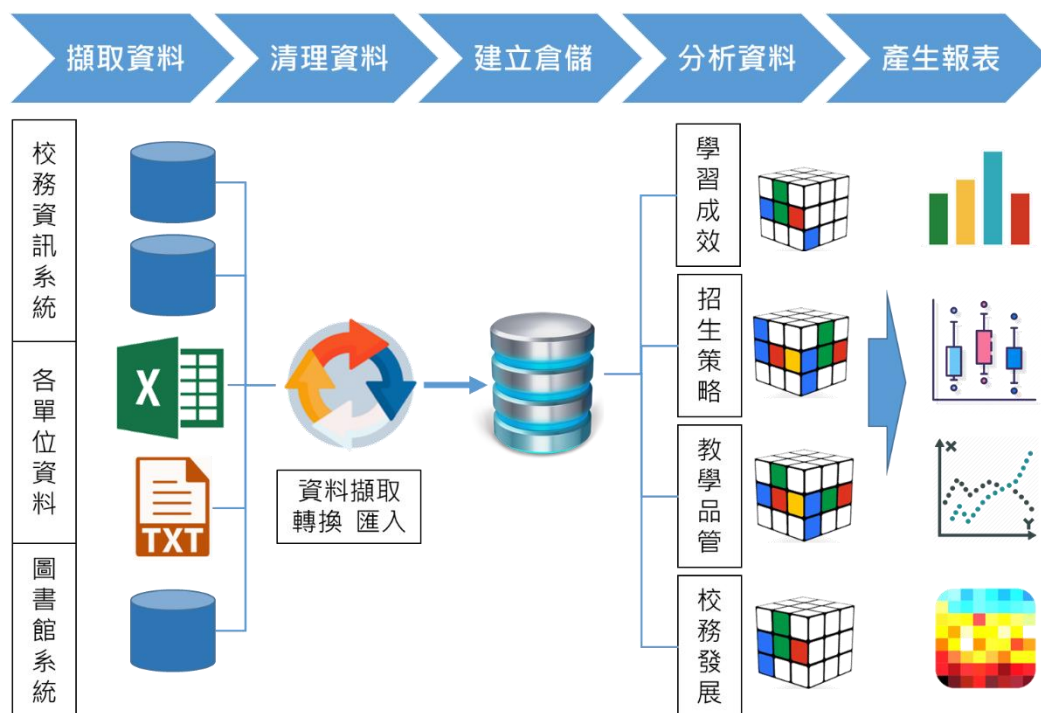 擷取資料
清理資料
建立倉儲
分析資料
產生報表
校務資訊系統
各單位資料
圖書館系統
X
TXT
資料擷取
轉換 匯入
學習成效
招生策略
教學品管
校務發展
X
Y